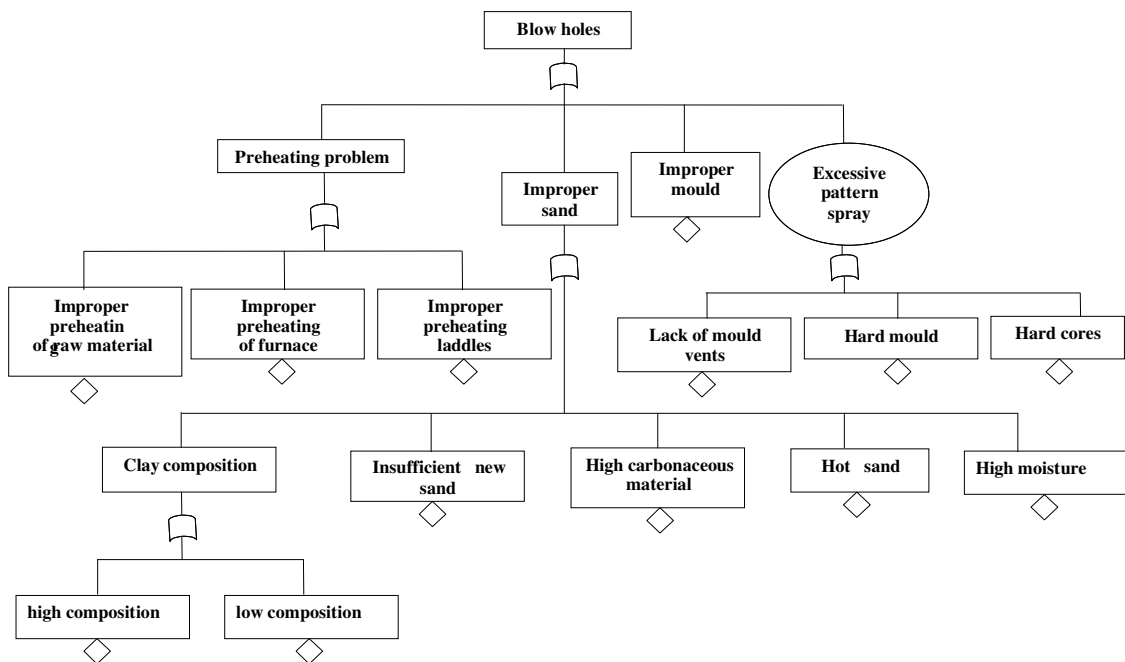 Blow holes
Preheating problem
Improper
sand
Improper
mould
Excessive
pattern
spray
Improper
preheatin
of raw material
g
Improper
preheating
of furnace
Improper
preheating
laddles
Lack of mould
vents
Hard mould
Hard cores
Clay composition
Insufficient new
sand
High carbonaceous
material
Hot sand
High moisture
high composition
low composition